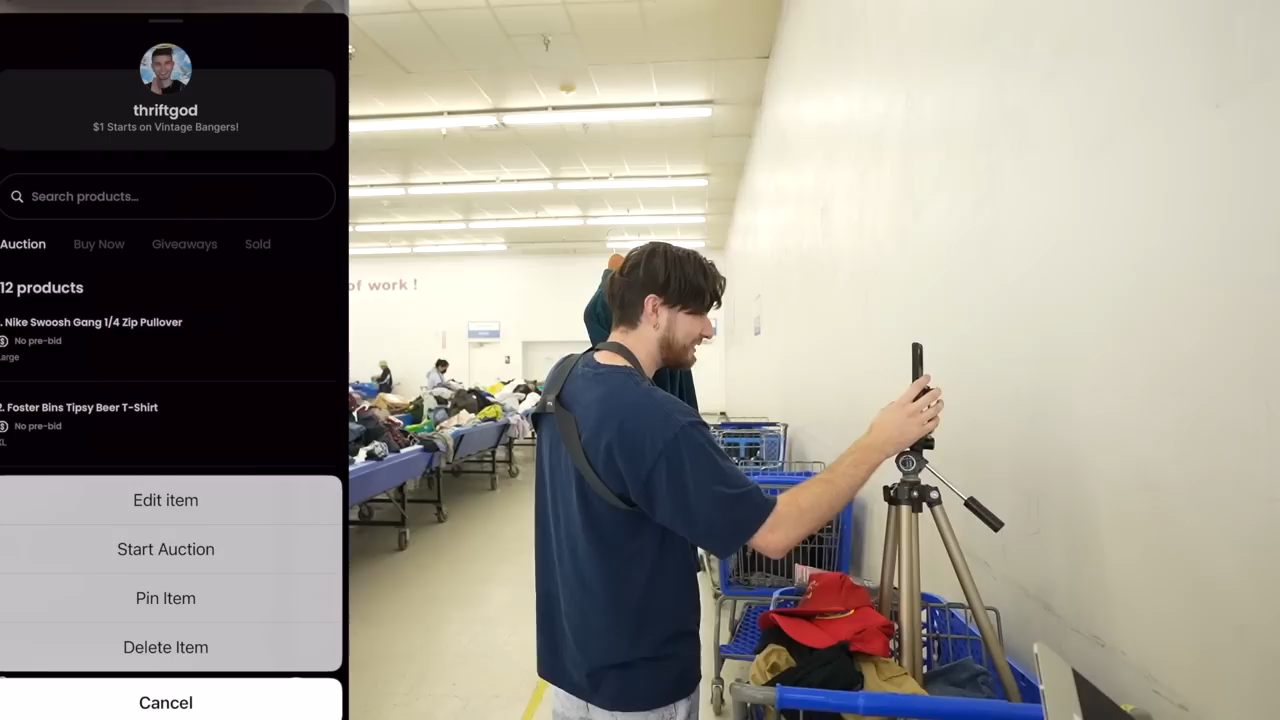 thriftgod
$1 Starts on Vintage Bangers!
Search products...
Auction Buy Now Giveaways Sold
12 products
. Nike Swoosh Gang 1/4 Zip Pullover
No pre-bid
arge
2. Foster Bins Tipsy Beer T-Shirt
No pre-bid
XL
Edit item
Start Auction
Pin Item
Delete Item
Cancel
of work !